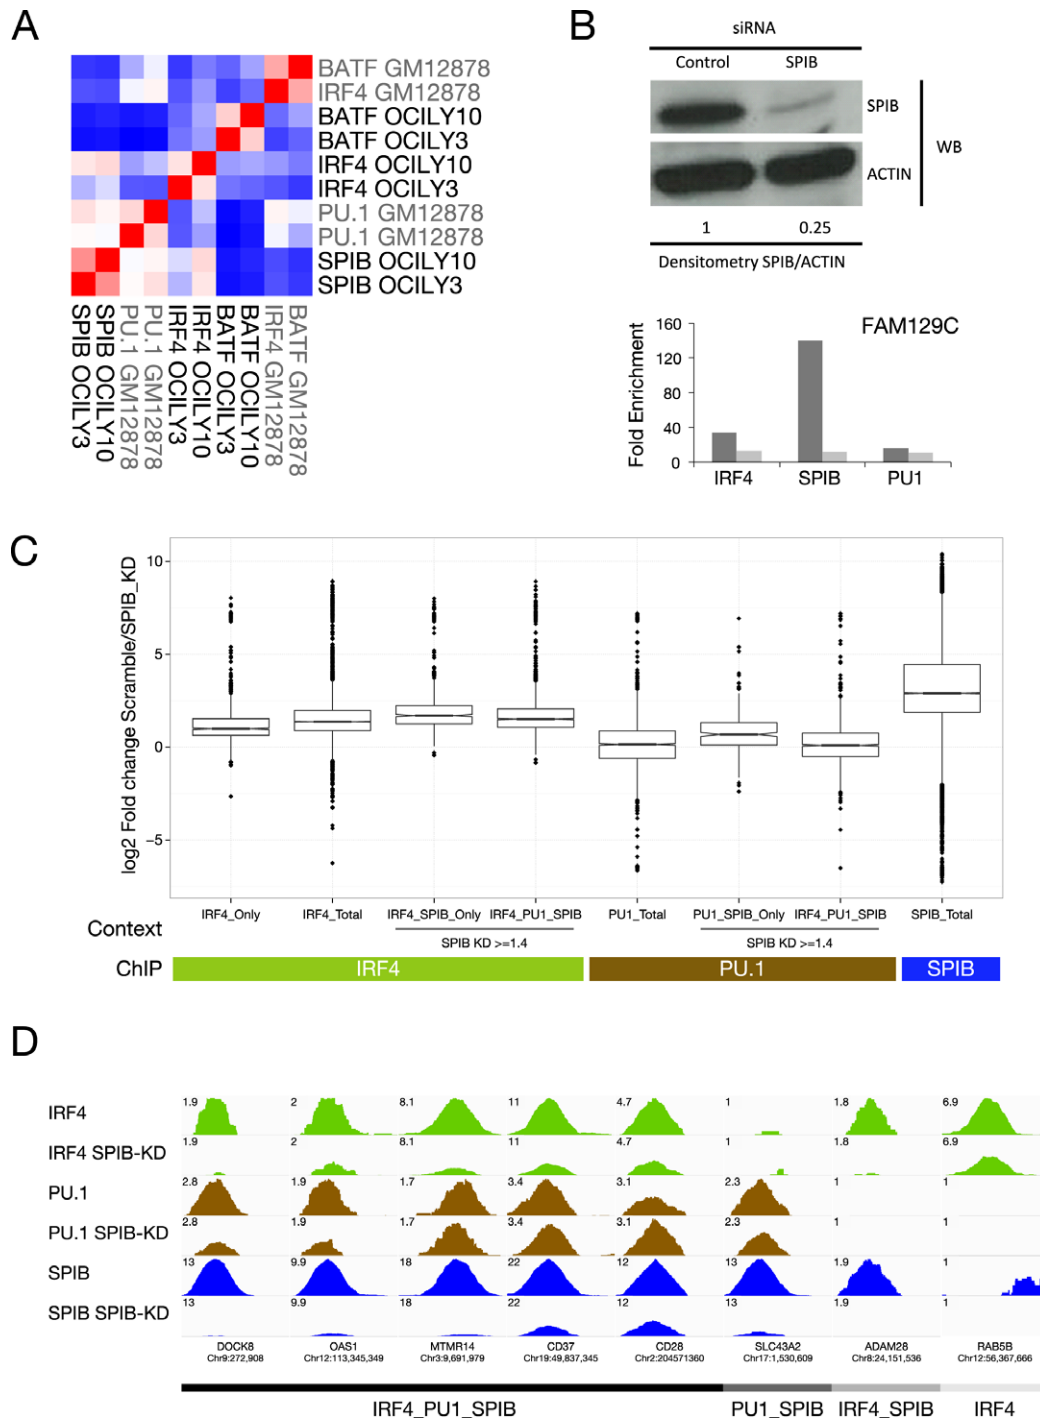 A
BATF GM12878
IRF4 GM12878
BATF OCILY10
BATF OCILY3
IRF4 OCILY10
IRF4 OCILY3
PU.1 GM12878
PU.1 GM12878
SPIB OCILY10
SPIB OCILY3
SPIB OCILY3
SPIB OCILY10
PU.1 GM12878
PU.1 GM12878
IRF4 OCILY3
IRF4 OCILY10
BATF OCILY3
BATF OCILY10
IRF4 GM12878
BATF GM12878
B
siRNA
Control SPIB
SPIB
WB
ACTIN
1 0.25
Densitometry SPIB/ACTIN
FAM129C
Fold Enrichment
160
120
80
40
0
IRF4 SPIB PU1
C
log2 Fold change Scramble/SPIB_KD
10
5
0
−5
IRF4_Only IRF4_Total IRF4_SPIB_Only IRF4_PU1_SPIB PU1_Total PU1_SPIB_Only IRF4_PU1_SPIB SPIB_Total
Context
SPIB KD >=1.4 SPIB KD >=1.4
ChIP IRF4 PU.1 SPIB
D
IRF4 1.9 2 8.1 11 4.7 1 1.8 6.9
IRF4 SPIB-KD 1.9 2 8.1 11 4.7 1 1.8 6.9
PU.1 2.8 1.9 1.7 3.4 3.1 2.3
PU.1 SPIB-KD 2.8 1.9 1.7 3.4 3.1 2.3 1 1
SPIB 13 9.9 18 22 12 13 1.9 1
SPIB SPIB-KD 13 9.9 18 22 12 13 1.9 1
DOCK8 OAS1 MTMR14 CD37 CD28 SLC43A2 ADAM28 RAB5B
Chr9:272,908 Chr12:113,345,349 Chr3:9,691,979 Chr19:49,837,345 Chr2:204571360 Chr17:1,530,609 Chr8:24,151,536 Chr12:56,367,666
IRF4_PU1_SPIB PU1_SPIB IRF4_SPIB IRF4